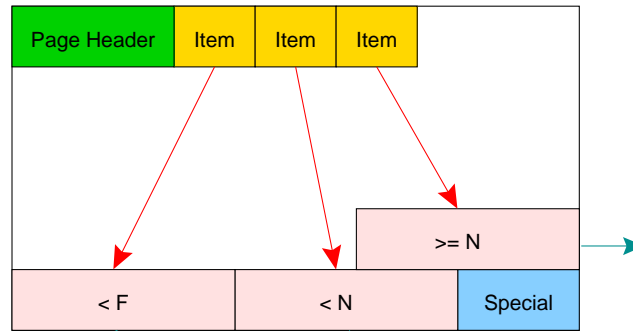 Page Header Item Item Item
>= N
< F < N Special